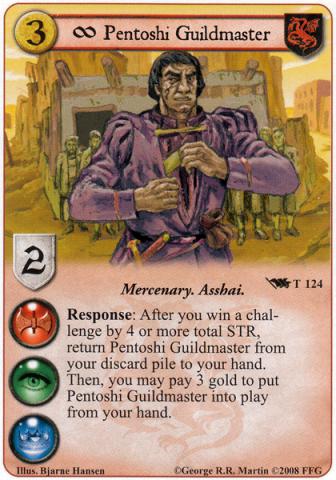 3 ∞ Pentoshi Guildmaster
2
Mercenary. Asshai.
T 124
Response: After you win a chal-
lenge by 4 or more total STR,
return Pentoshi Guildmaster from
your discard pile to your hand.
Then, you may pay 3 gold to put
Pentoshi Guildmaster into play
from your hand.
Illus. Bjarne Hansen ©George R.R. Martin ©2008 FFG